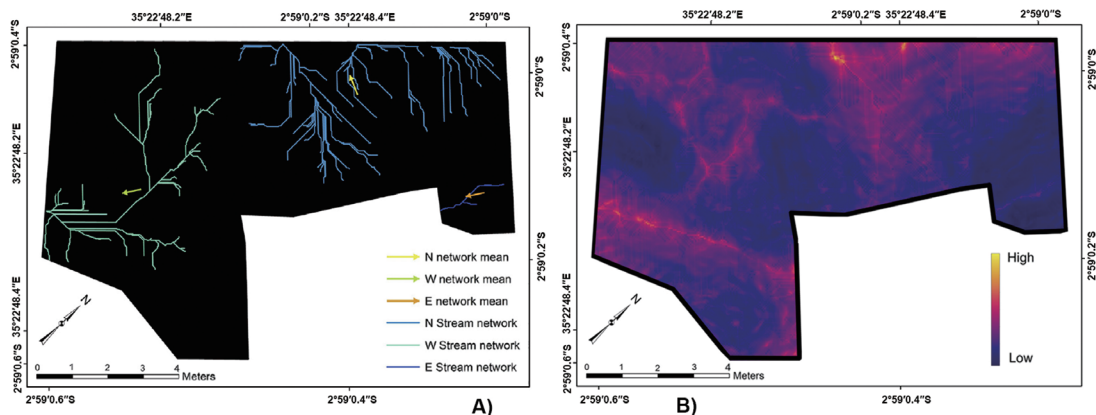 35°22'48.2"E
2°59'0.2"S
35°22'48.4"E
2°59'0"S
2°59'0.4"S
35°22'48.2"E
2°59'0"S
N network mean
W network mean
E network mean
N Stream network
W Stream network
E Stream network
2°59'0.2"S
35°22'48.4"E
2°59'0.6"S
N
0 1 2 3 4
Meters
2°59'0.6"S
2°59'0.4"S
A)
35°22'48.2"E
2°59'0.2"S
35°22'48.4"E
2°59'0"S
2°59'0.4"S
35°22'48.2"E
2°59'0"S
High
Low
2°59'0.2"S
35°22'48.4"E
2°59'0.6"S
N
0 1 2 3 4
Meters
2°59'0.6"S
2°59'0.4"S
B)